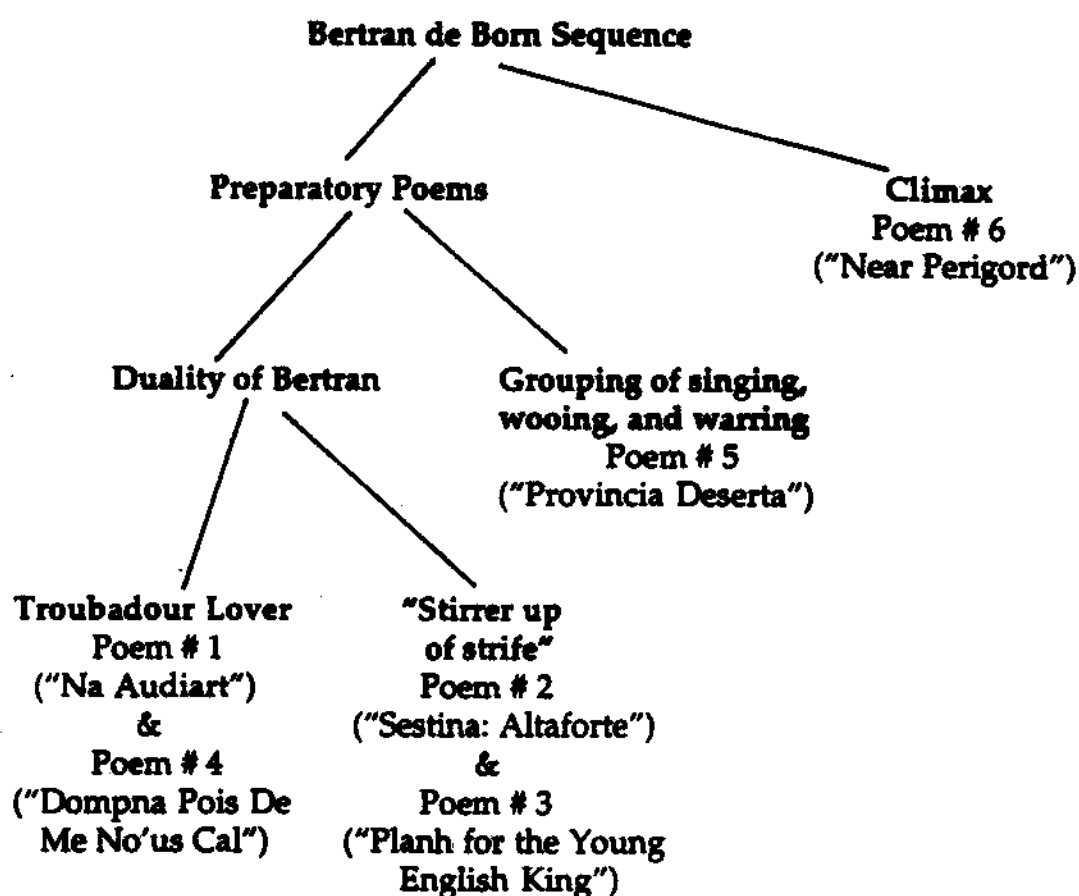 Bertran de Born Sequence
Preparatory Poems
Climax
Poem # 6
("Near Perigord")
Duality of Bertran
Grouping of singing,
wooing, and warring
Poem # 5
("Provincia Deserta")
Troubadour Lover
Poem # 1
("Na Audiart")
&
Poem # 4
("Dompna Pois De
Me No'us Cal")
"Stirrer up
of strife"
Poem # 2
("Sestina: Altaforte")
&
Poem # 3
("Planh for the Young
English King")